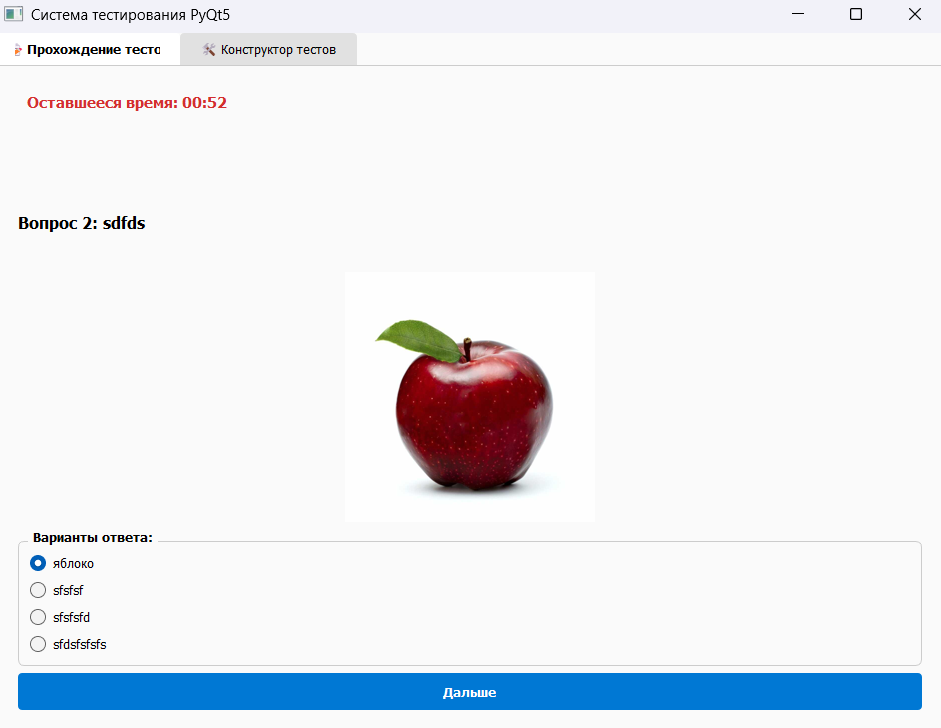 Система тестирования PyQt5
Прохождение тесто
Конструктор тестов
Оставшееся время: 00:52
Вопрос 2: sdfds
Варианты ответа:
яблоко
sfsfsf
sfsfsfd
sfdsfsfsfs
Дальше